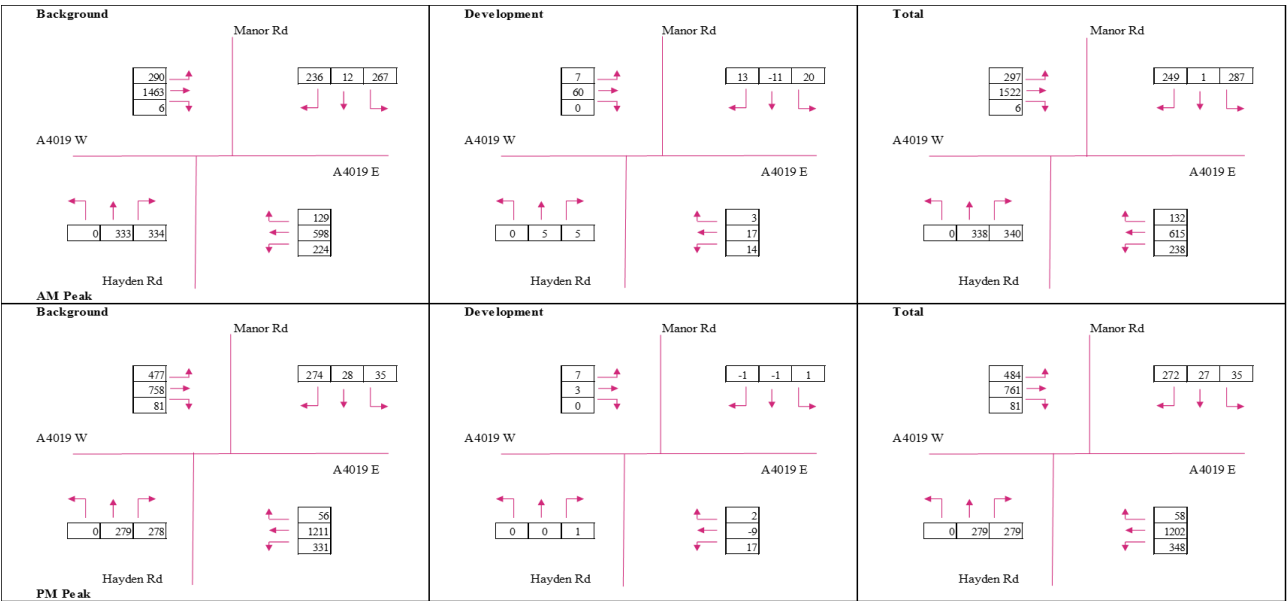 Background
Manor Rd
290
1463
6
236 12 267
A4019 W
A4019 E
0 333 334
129
598
224
Hayden Rd
AM Peak
Development
Manor Rd
7
60
0
13 -11 20
A4019 W
A4019 E
0 5 5
3
17
14
Hayden Rd
Total
Manor Rd
297
1522
6
249 1 287
A4019 W
A4019 E
0 338 340
132
615
238
Hayden Rd
Background
Manor Rd
477
758
81
274 28 35
A4019 W
A4019 E
0 279 278
56
1211
331
Hayden Rd
PM Peak
Development
Manor Rd
7
3
0
-1 -1 1
A4019 W
A4019 E
0 0 1
2
-9
17
Hayden Rd
Total
Manor Rd
484
761
81
272 27 35
A4019 W
A4019 E
0 279 279
58
1202
348
Hayden Rd